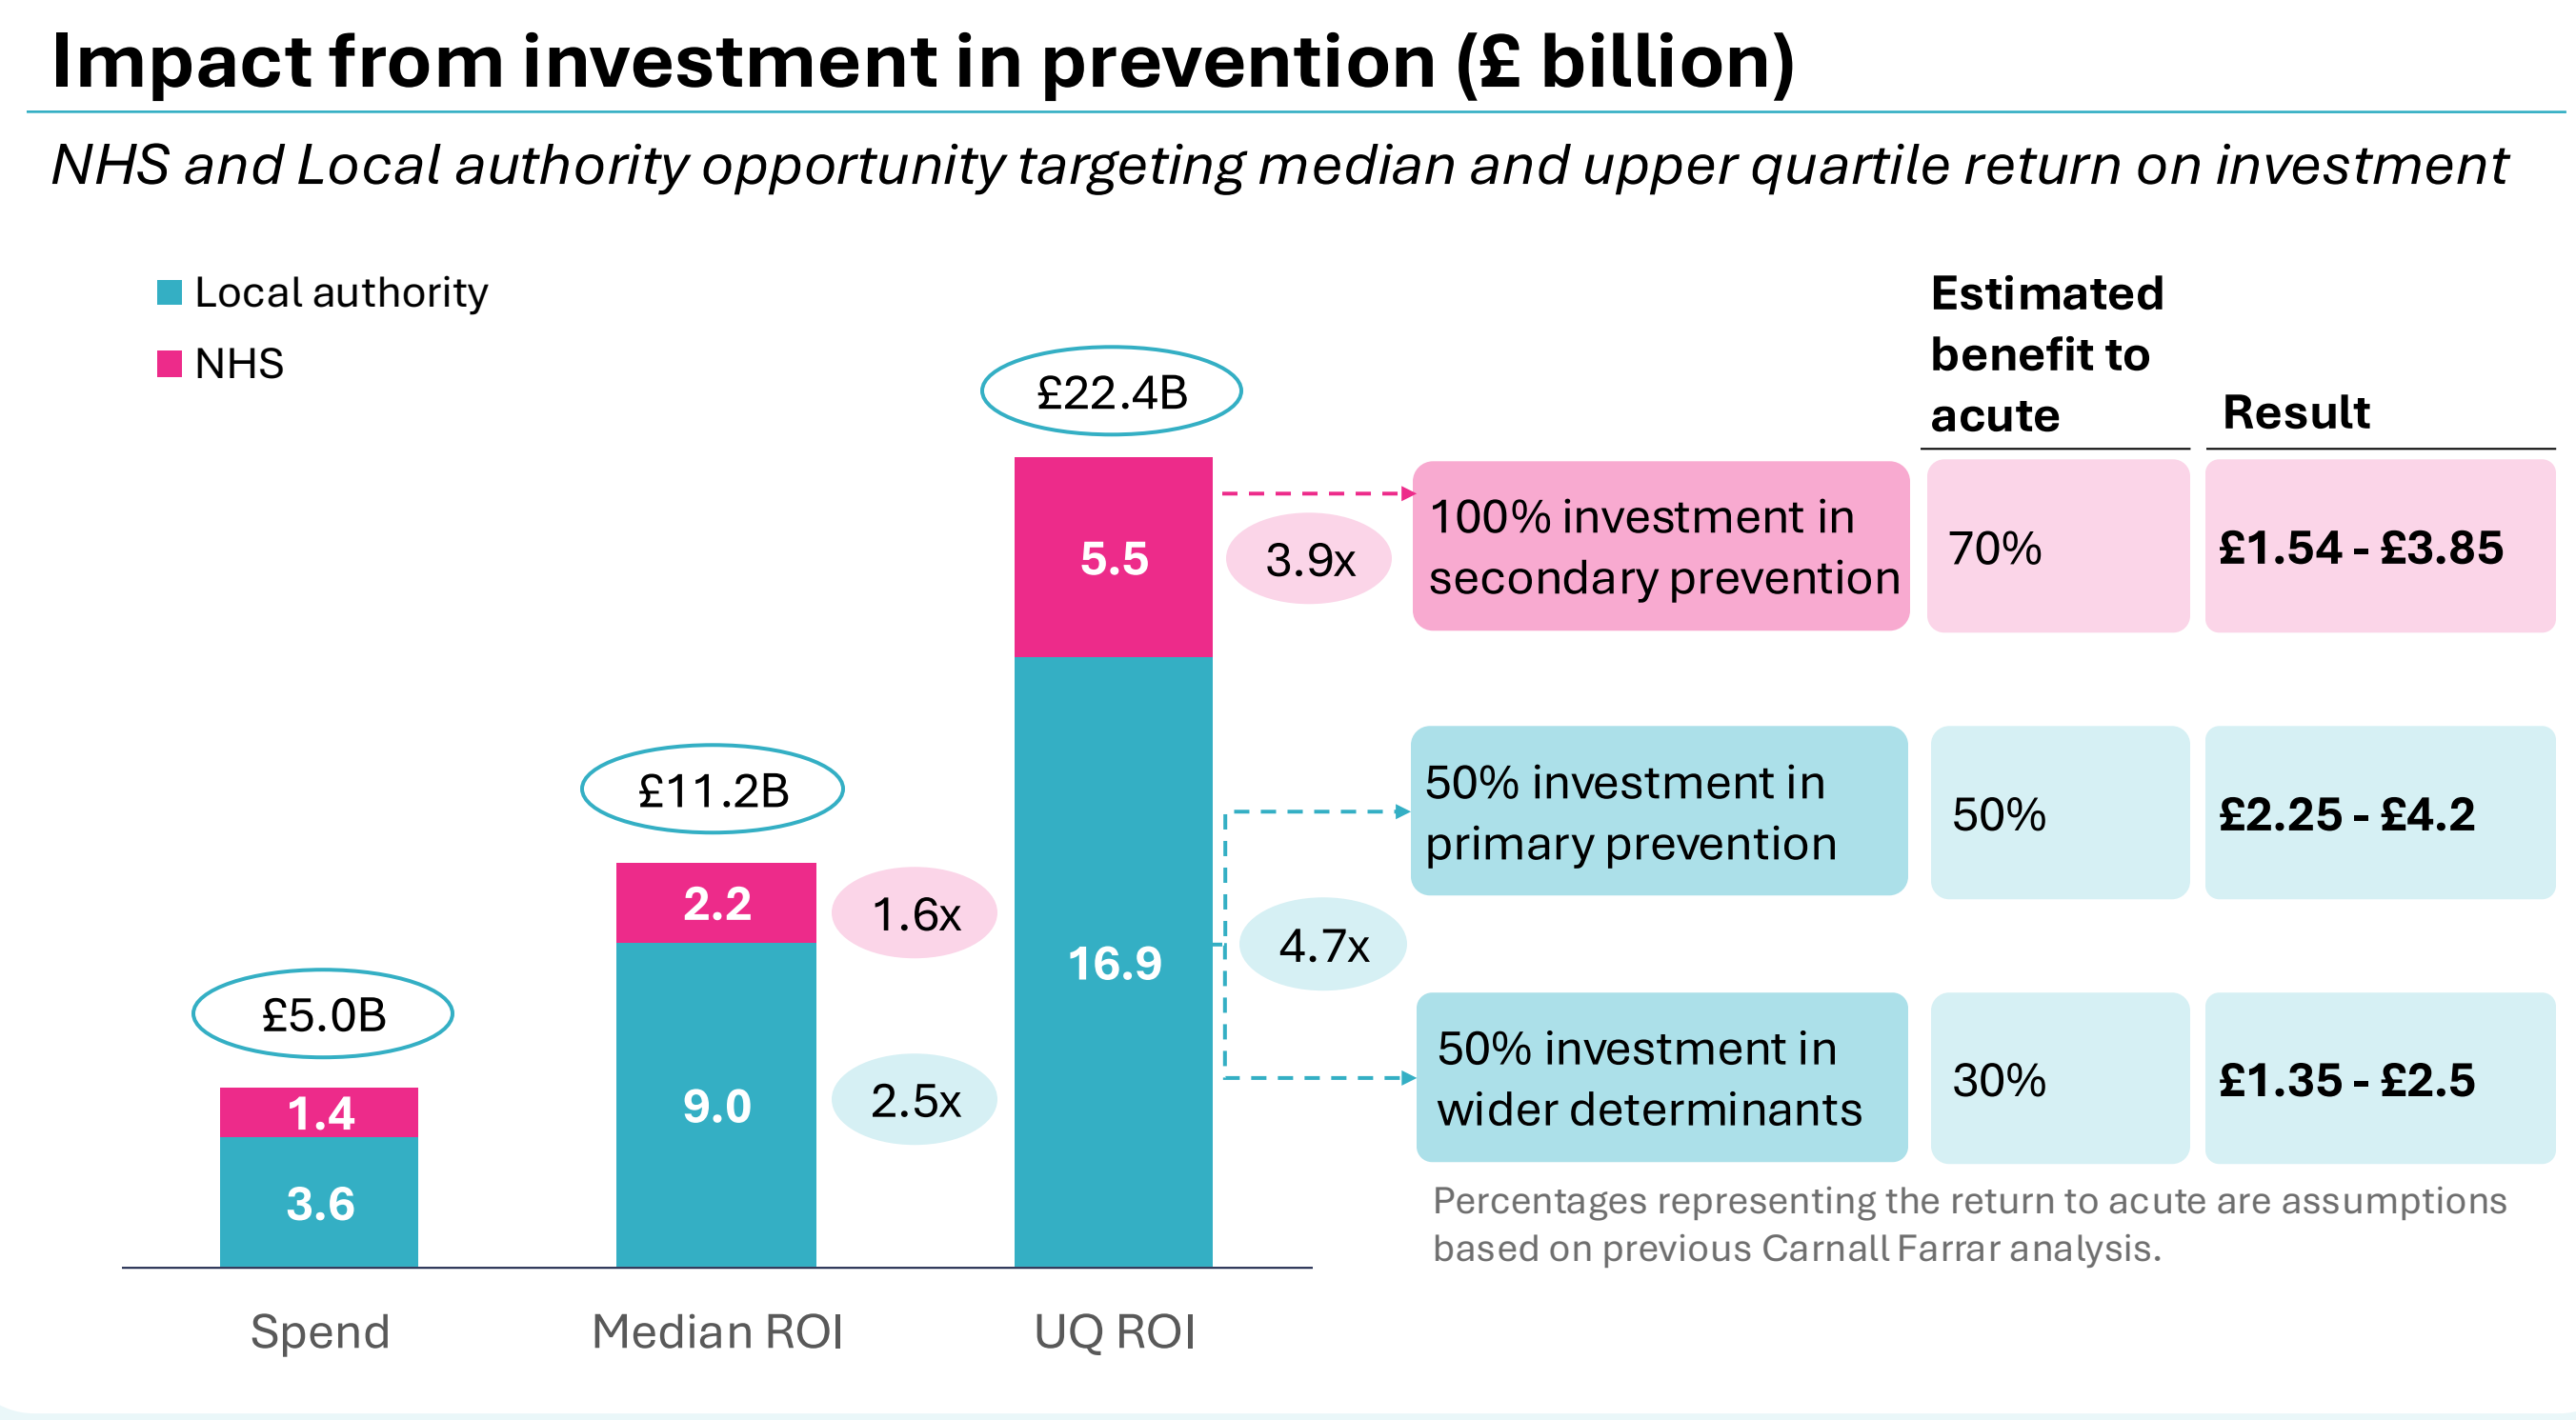 Impact from investment in prevention (£ billion)
NHS and Local authority opportunity targeting median and upper quartile return on investment
Local authority
NHS
£5.0B
1.4
3.6
Spend
£11.2B
2.2
9.0
1.6x
2.5x
Median ROI
£22.4B
5.5
16.9
3.9x
4.7x
UQ ROI
Estimated
benefit to
acute
Result
100% investment in
secondary prevention
70%
£1.54 - £3.85
50% investment in
primary prevention
50%
£2.25 - £4.2
50% investment in
wider determinants
30%
£1.35 - £2.5
Percentages representing the return to acute are assumptions
based on previous Carnall Farrar analysis.